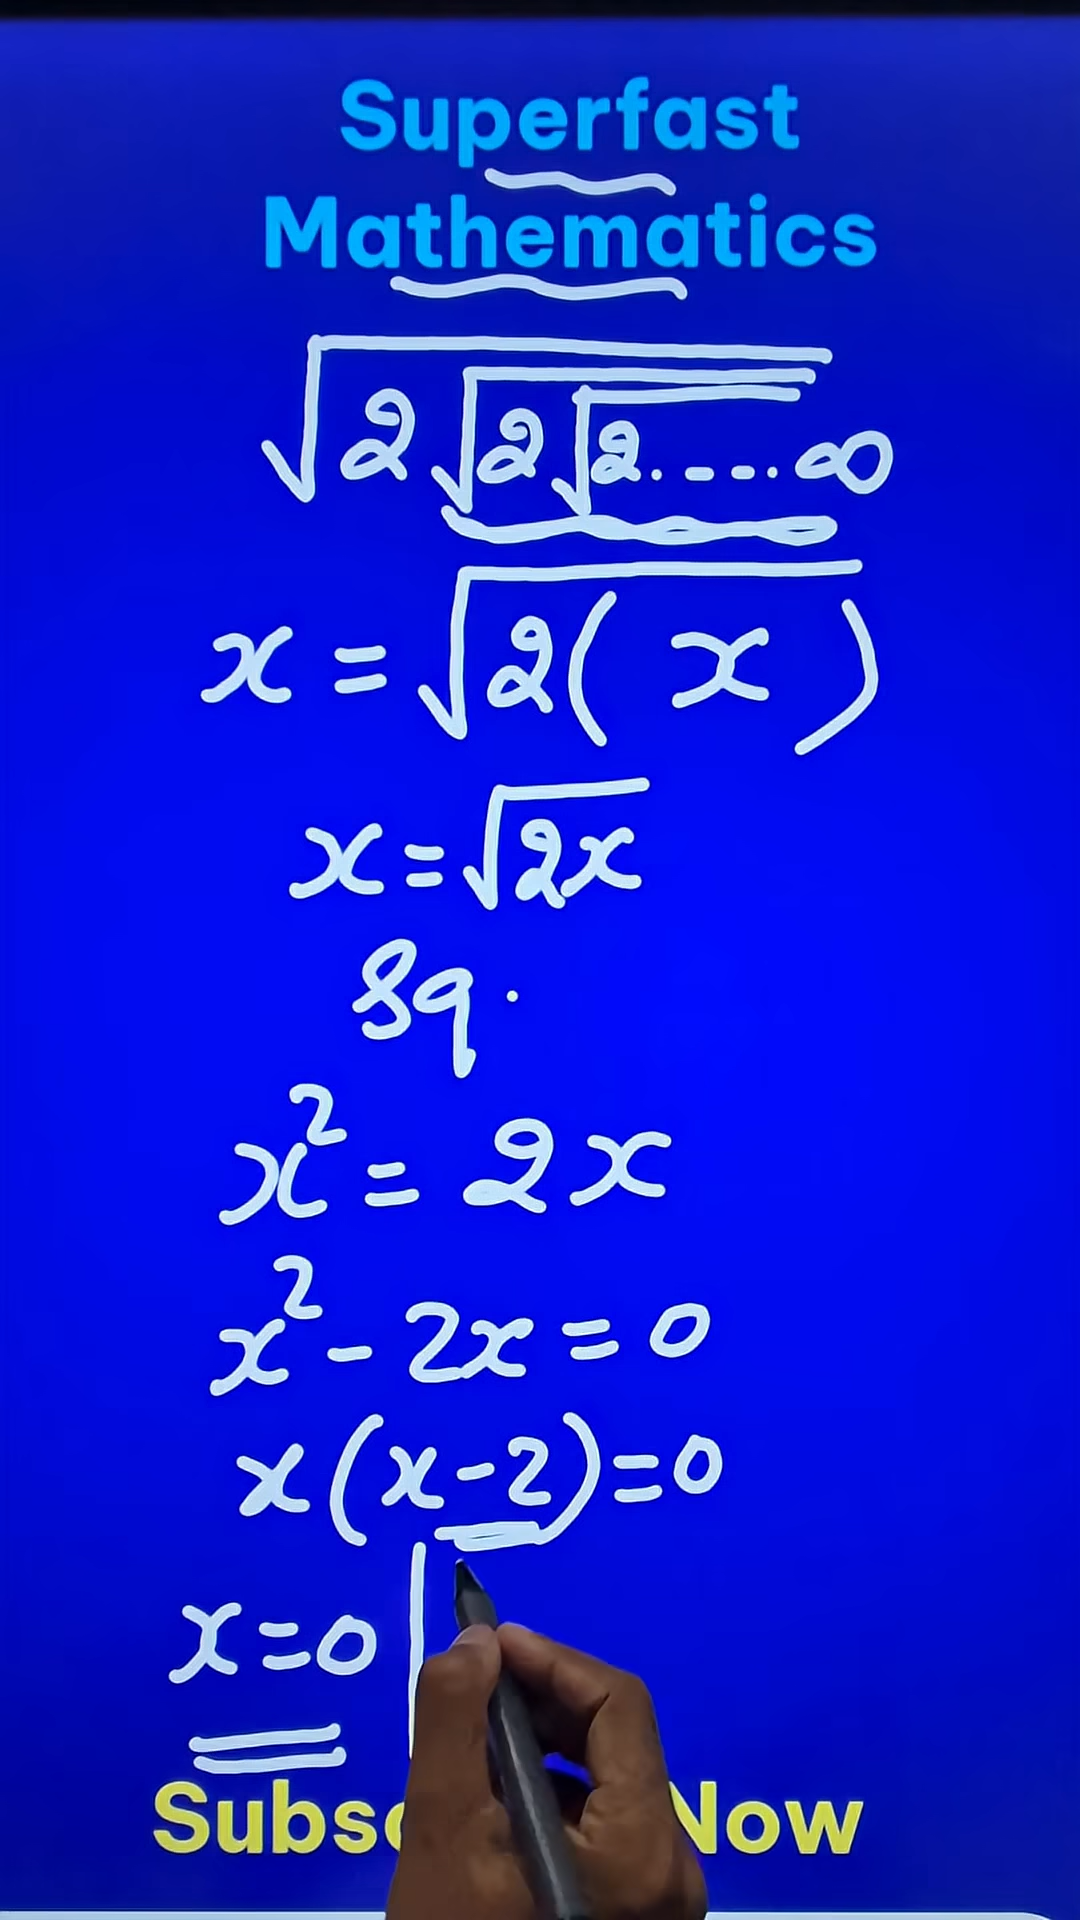 Superfast
Mathematics
√2√2√2.---.∞
x = √2( x )
x = √2x
Sq.
x² = 2x
x² - 2x = 0
x(x-2)=0
x=0
Now